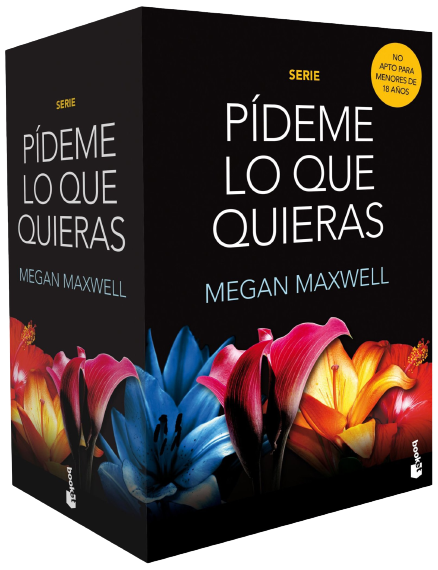 SERIE
PÍDEME
LO QUE
QUIERAS
MEGAN MAXWELL
booket
SERIE
PÍDEME
LO QUE
QUIERAS
MEGAN MAXWELL
NO
APTO PARA
MENORES DE
18 AÑOS
booket